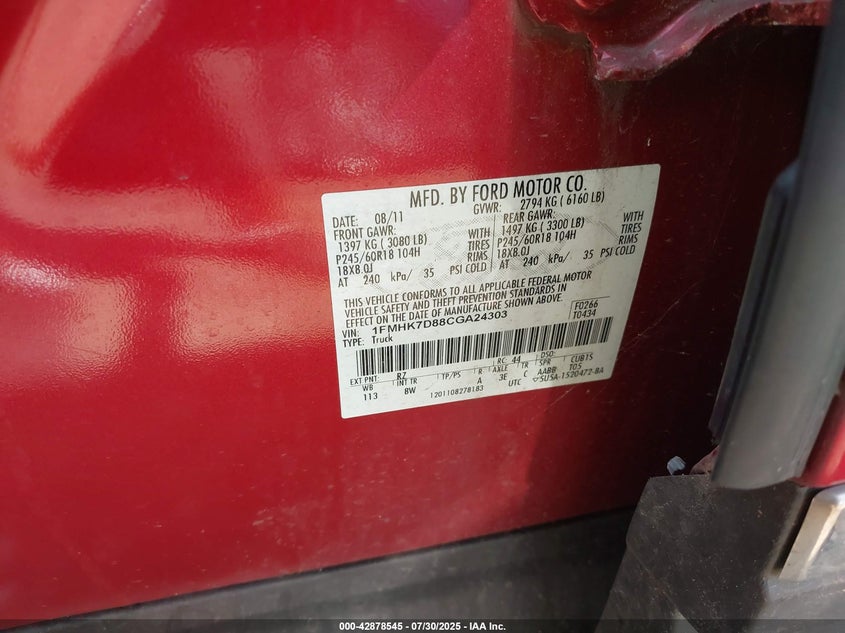 MFD. BY FORD MOTOR CO.
DATE: 08/11 GVWR: 2794 KG ( 6160 LB)
FRONT GAWR: WITH REAR GAWR: WITH
1397 KG ( 3080 LB) TIRES 1497 KG ( 3300 LB) TIRES
P245/60R18 104H RIMS P245/60R18 104H RIMS
18X8.0J 18X8.0J
AT 240 kPa/ 35 PSI COLD AT 240 kPa/ 35 PSI COLD
THIS VEHICLE CONFORMS TO ALL APPLICABLE FEDERAL MOTOR
VEHICLE SAFETY AND THEFT PREVENTION STANDARDS IN
EFFECT ON THE DATE OF MANUFACTURE SHOWN ABOVE.
F0266
T0434
VIN: 1FMHK7D88CGA24303
TYPE: Truck
EXT PNT: RZ RC: 44 DSO:
WB INT TR TP/PS R AXLE TR SPR CUB15
113 8W A 3E C AABB T05
1201108278183 UTC 5U5A-1520472-BA
000-42878545 - 07/30/2025 - IAA Inc.